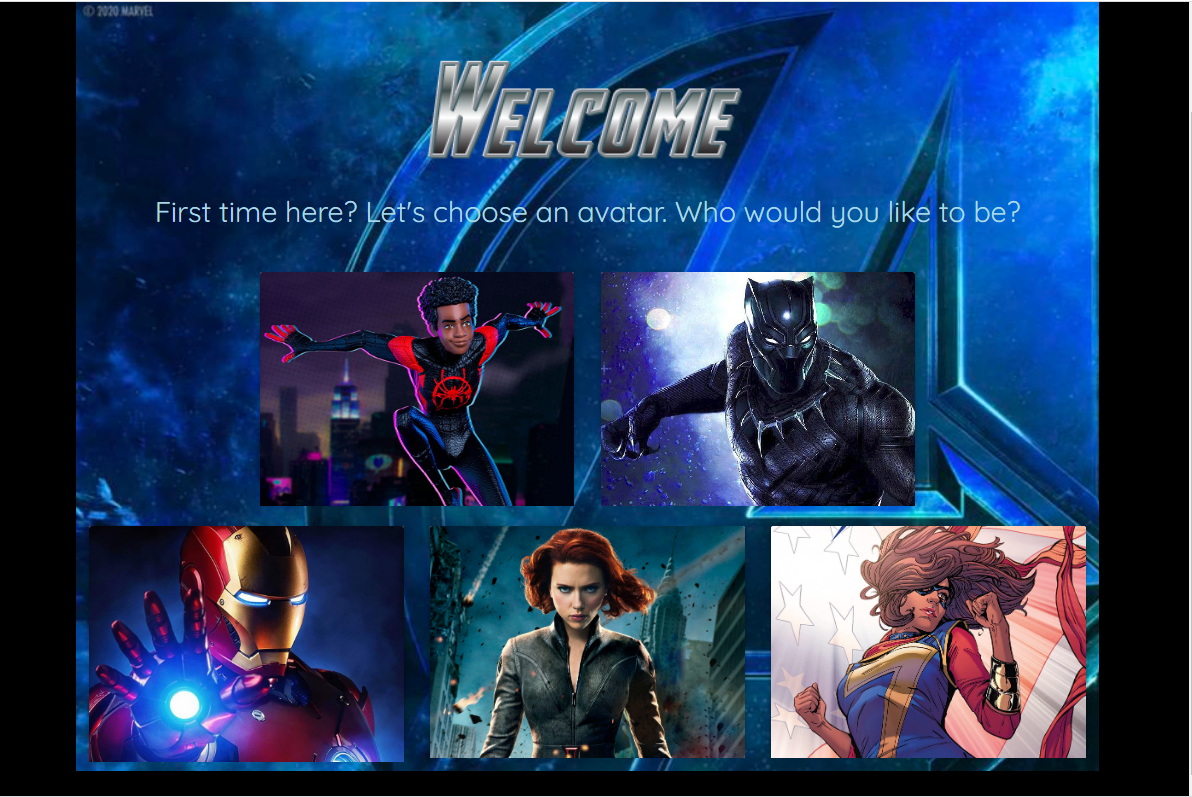 © 2020 MARVEL
WELCOME
First time here? Let's choose an avatar. Who would you like to be?